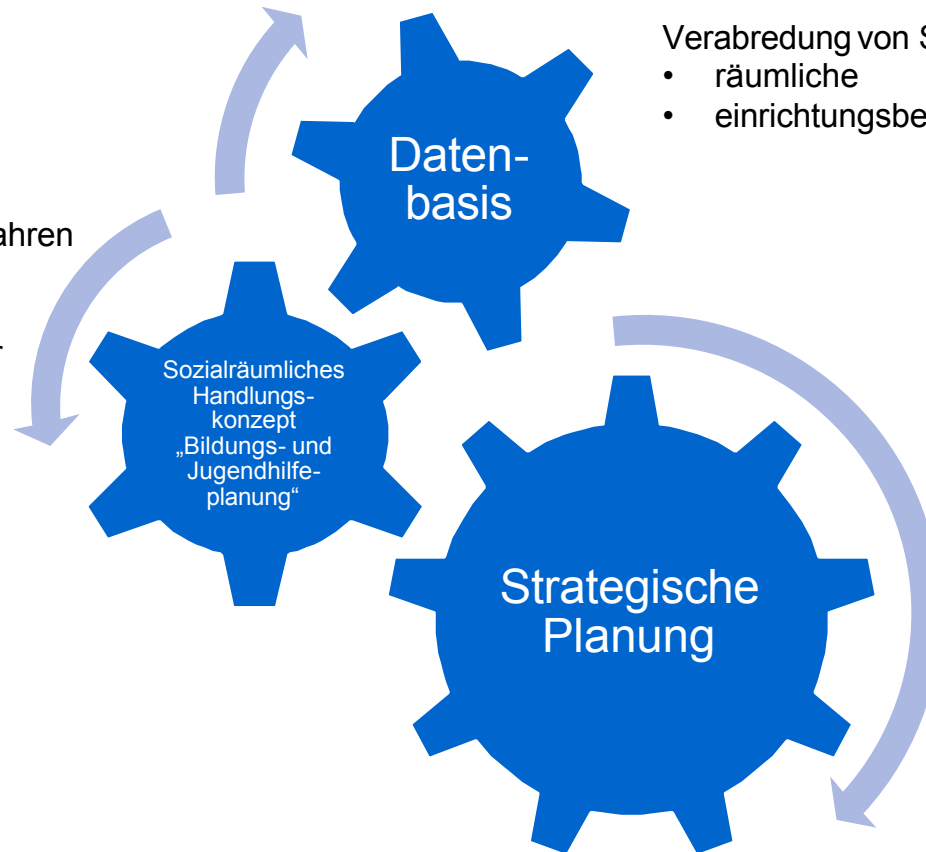 Verabredung von
• räumliche
•
Daten-
basis
Sozialräumliches
Handlungs-
konzept
„Bildungs- und
Jugendhilfe-
planung“
Strategische
Planung